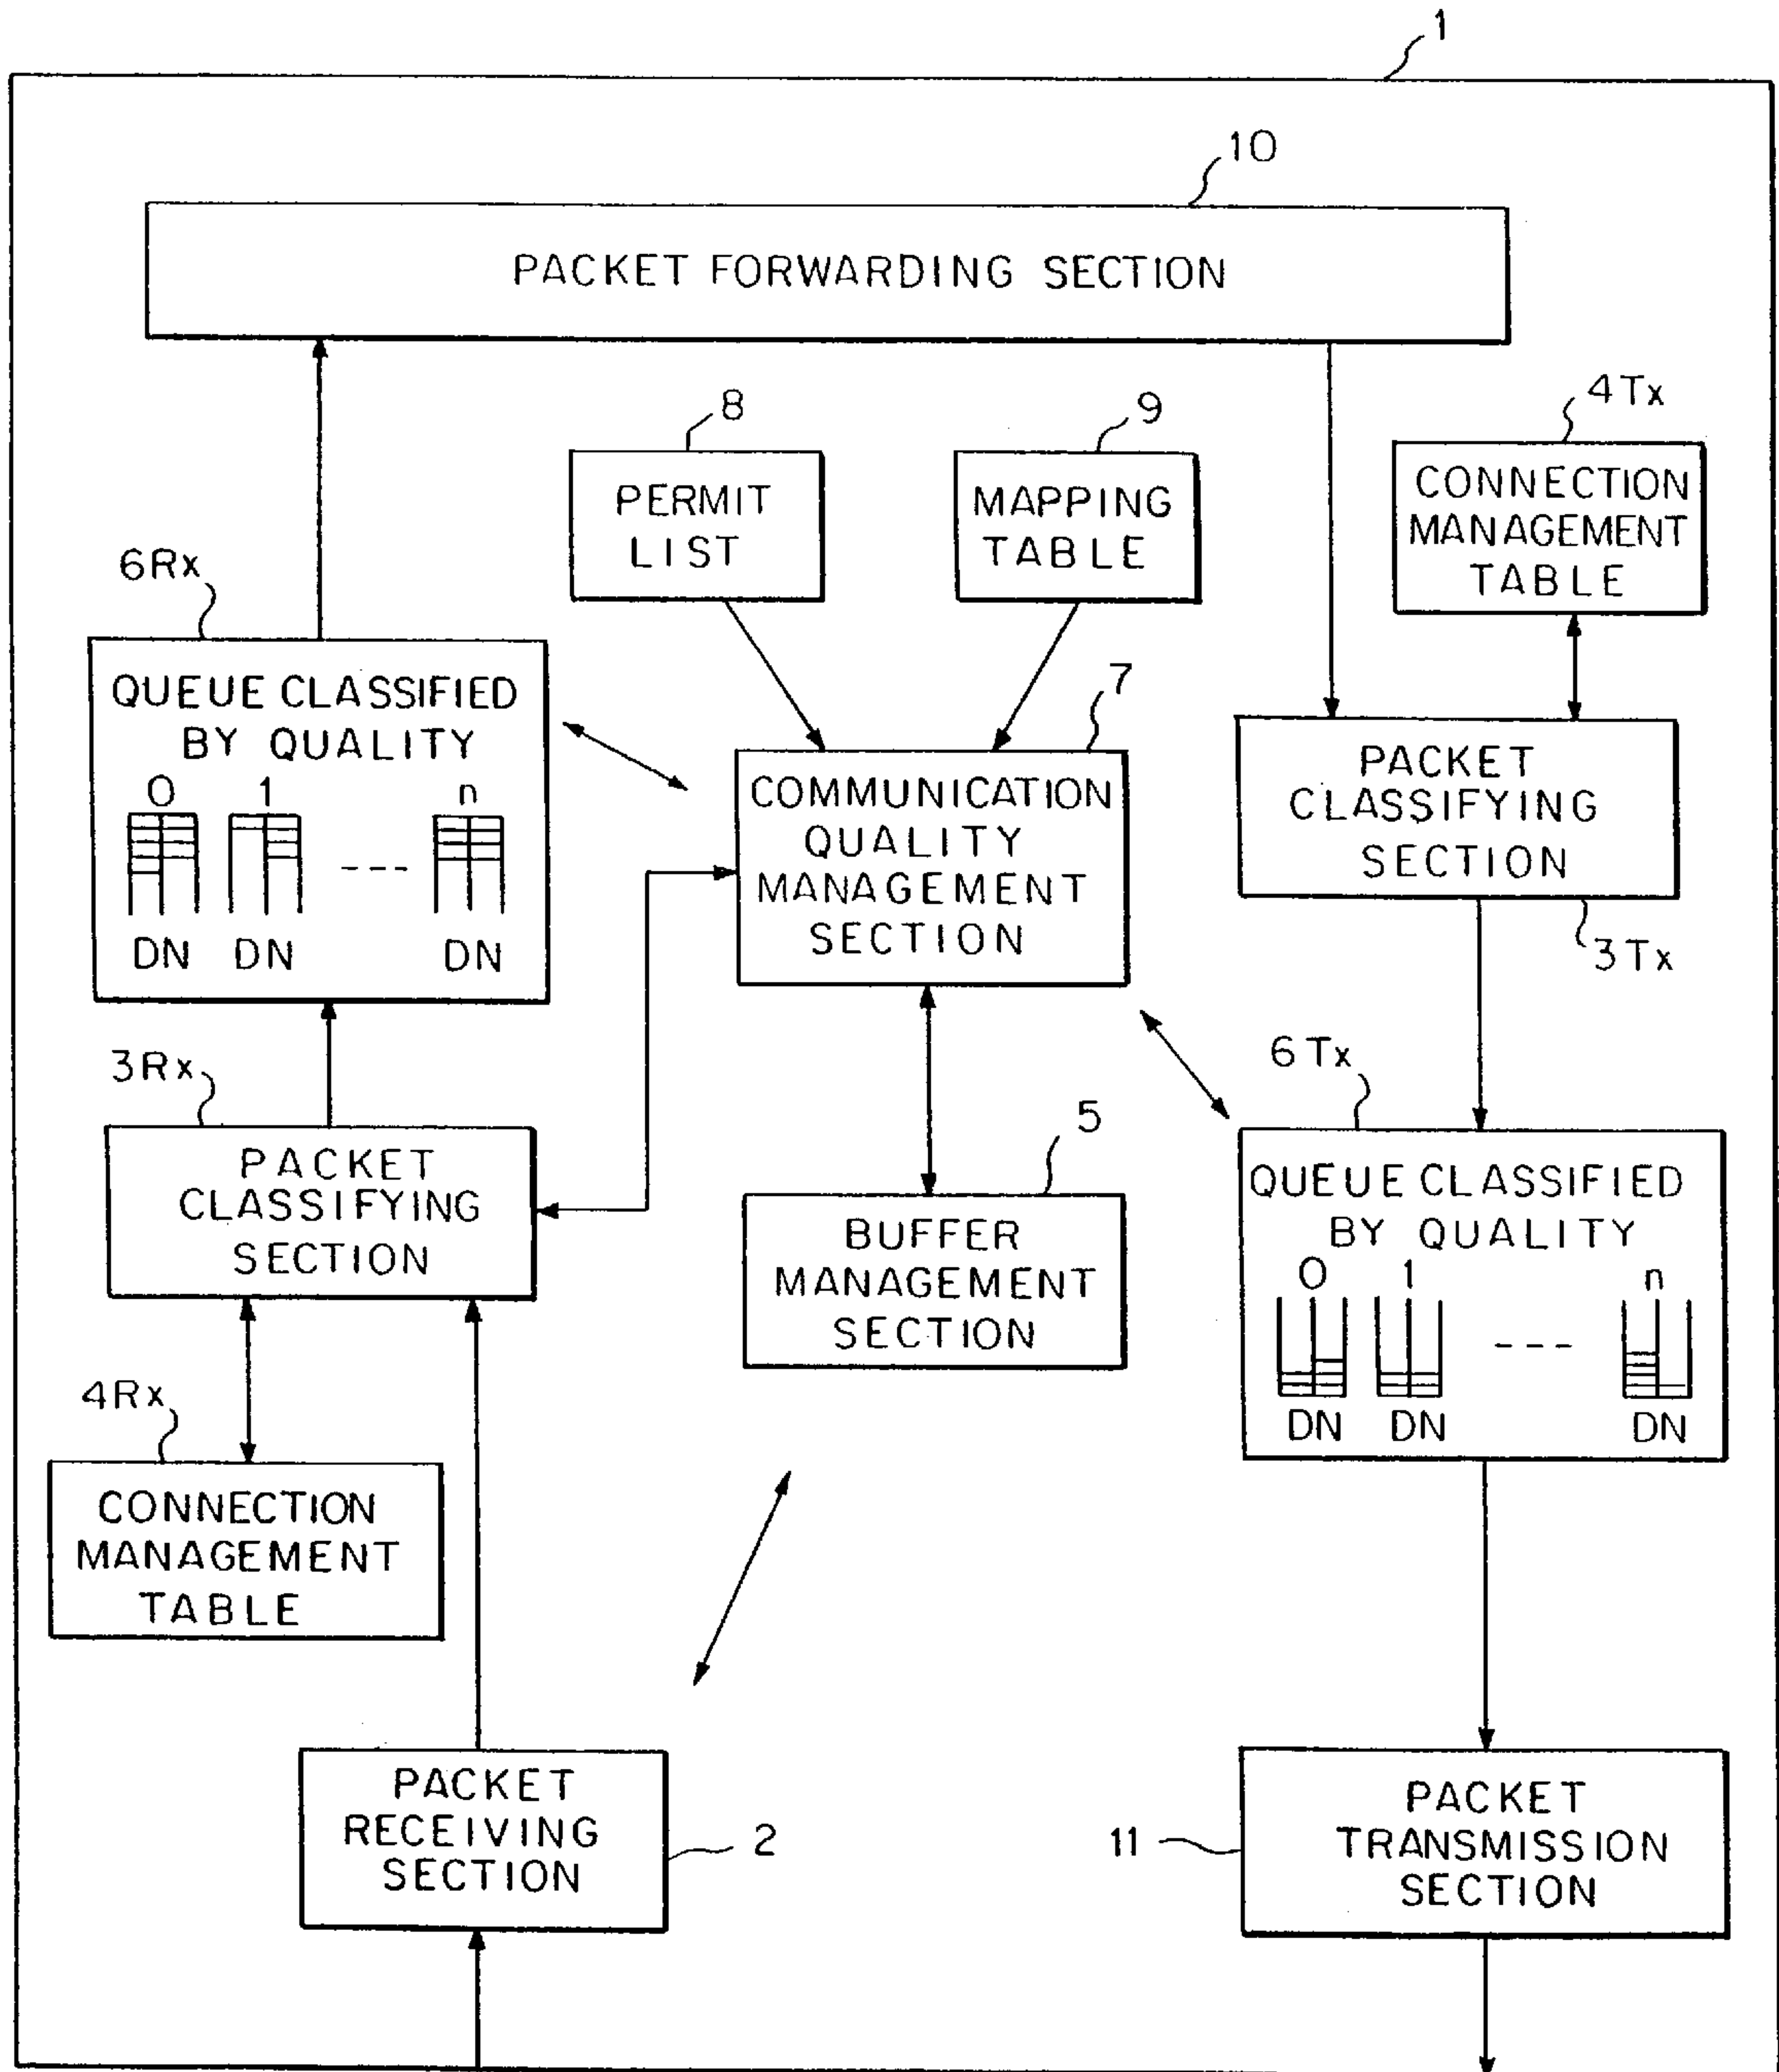 1
10
PACKET FORWARDING SECTION
8
9
4Tx
PERMIT
LIST
MAPPING
TABLE
CONNECTION
MANAGEMENT
TABLE
6Rx
QUEUE CLASSIFIED
BY QUALITY
0 1 n
---
DN DN DN
7
COMMUNICATION
QUALITY
MANAGEMENT
SECTION
PACKET
CLASSIFYING
SECTION
3Tx
3Rx
PACKET
CLASSIFYING
SECTION
5
BUFFER
MANAGEMENT
SECTION
6Tx
QUEUE CLASSIFIED
BY QUALITY
0 1 n
---
DN DN DN
4Rx
CONNECTION
MANAGEMENT
TABLE
PACKET
RECEIVING
SECTION
2
11
PACKET
TRANSMISSION
SECTION